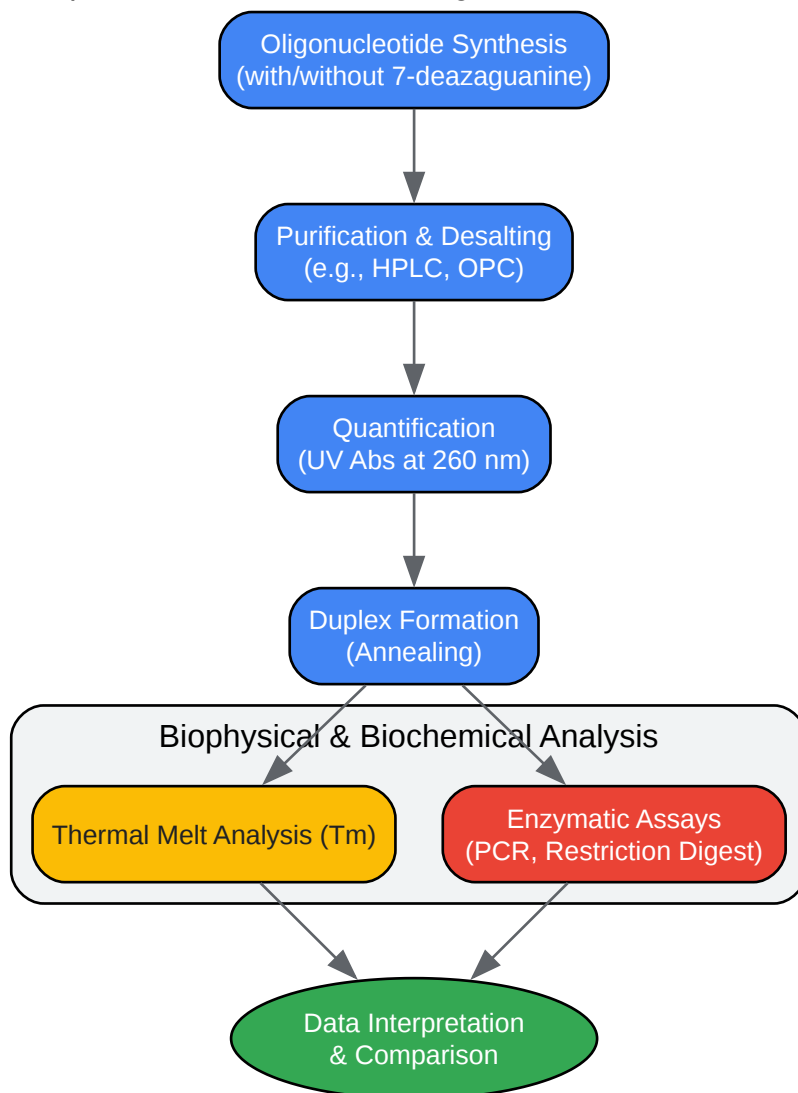 Oligonucleotide Synthesis
(with/without 7-deazaguanine)
Purification & Desalting
(e.g., HPLC, OPC)
Quantification
(UV Abs at 260 nm)
Duplex Formation
(Annealing)
Biophysical & Biochemical Analysis
Thermal Melt Analysis (Tm)
Enzymatic Assays
(PCR, Restriction Digest)
Data Interpretation
& Comparison